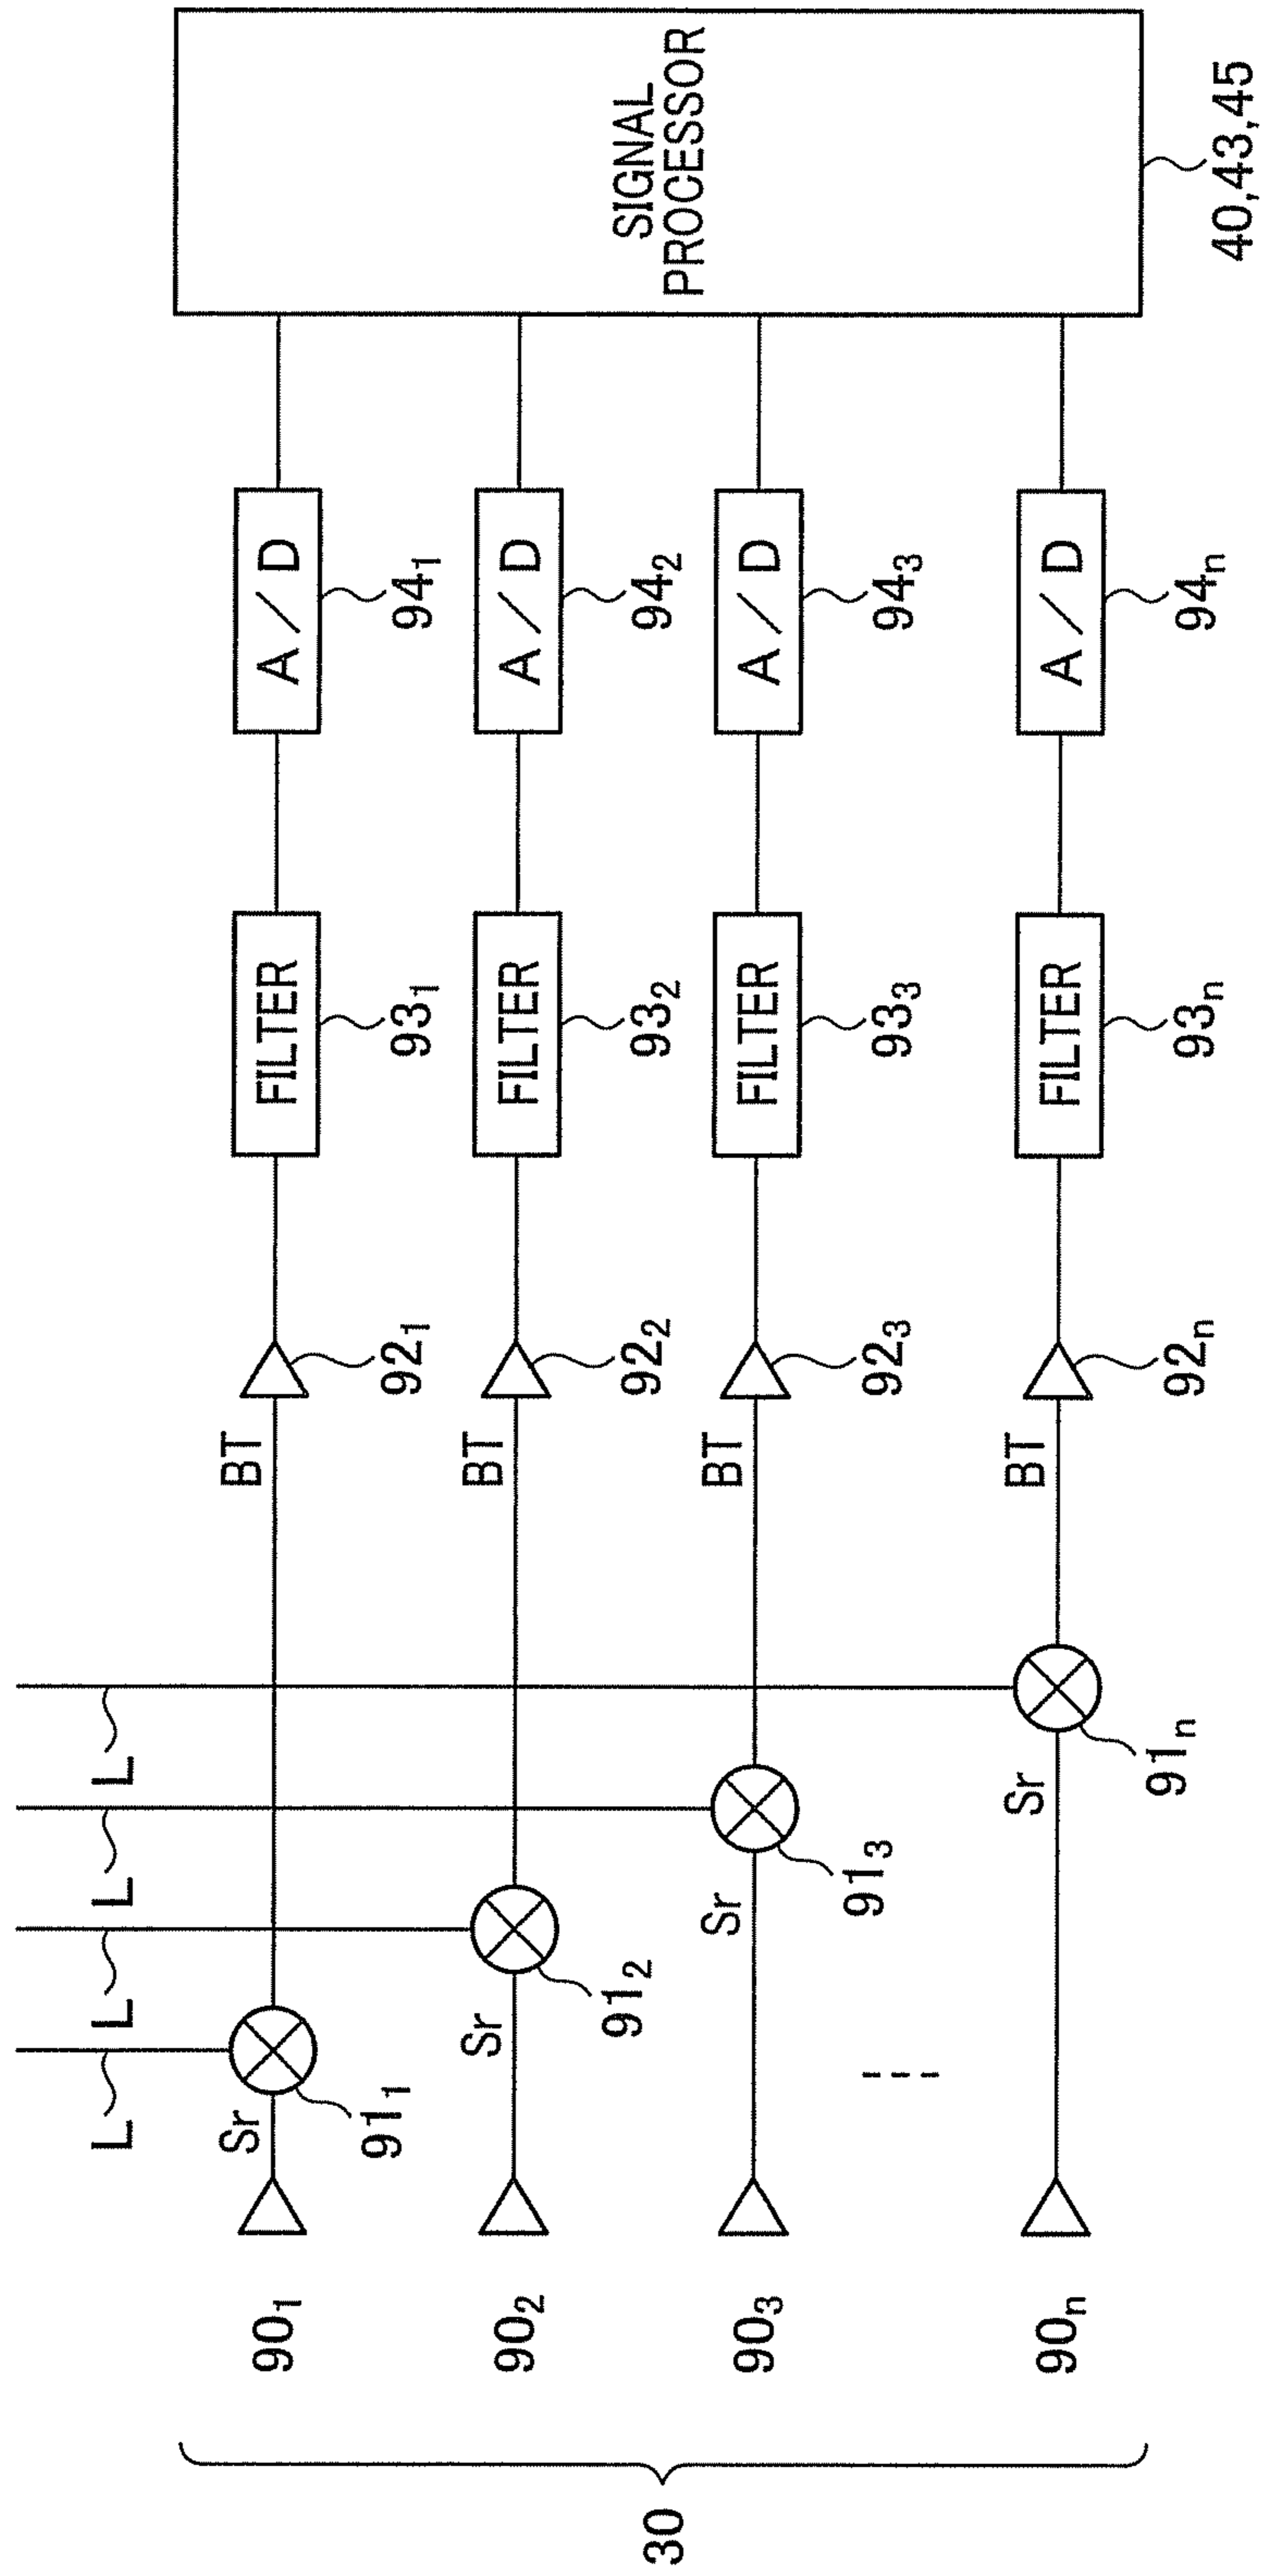 L
L
L
L
Sr
BT
90₁
91₁
92₁
FILTER
93₁
A/D
94₁
Sr
BT
90₂
91₂
92₂
FILTER
93₂
A/D
94₂
Sr
BT
90₃
91₃
92₃
FILTER
93₃
A/D
94₃
Sr
BT
90ₙ
91ₙ
92ₙ
FILTER
93ₙ
A/D
94ₙ
30
SIGNAL
PROCESSOR
40,43,45